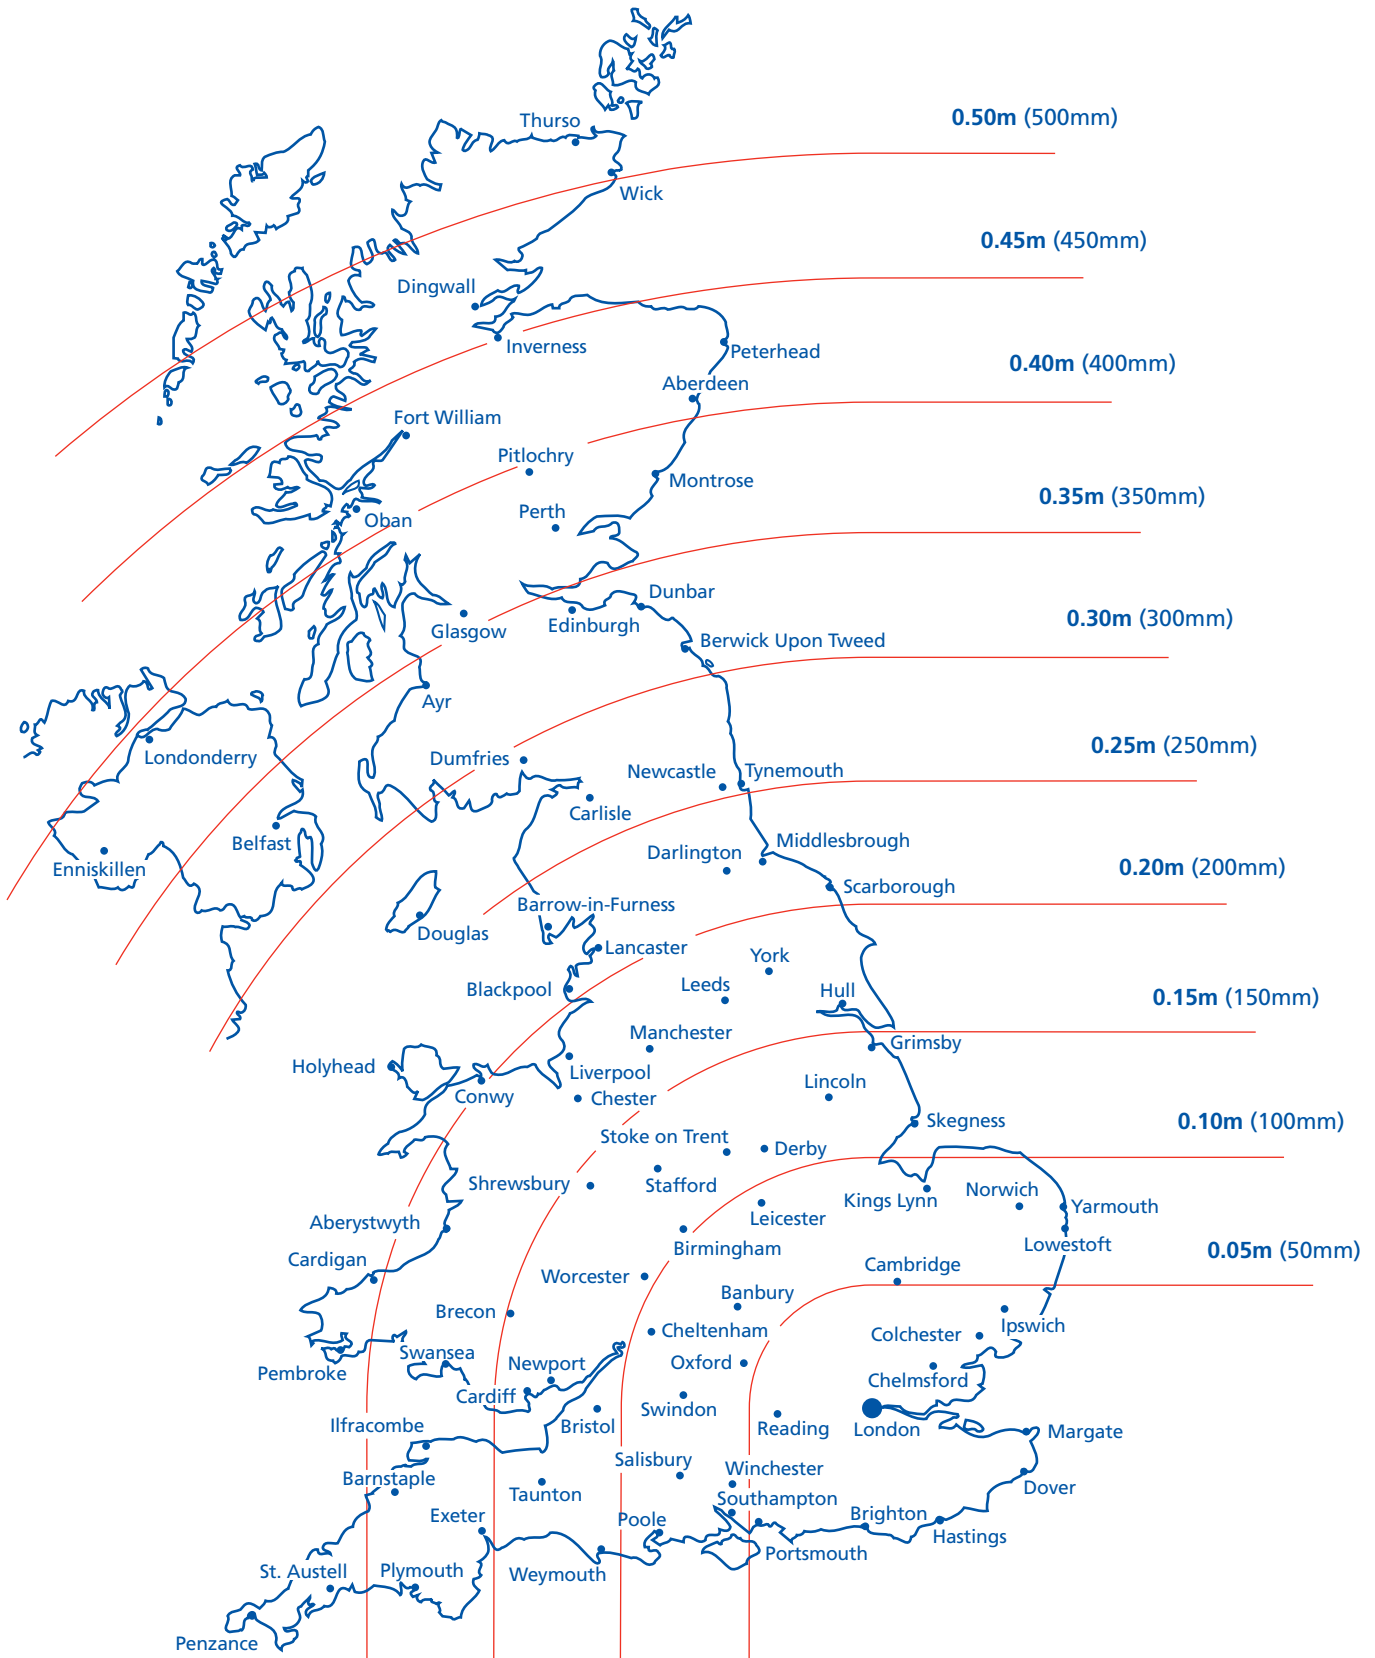 Thurso
0.50m (500mm)
Wick
0.45m (450mm)
Dingwall
Inverness
Peterhead
0.40m (400mm)
Aberdeen
Fort William
Pitlochry
Montrose
0.35m (350mm)
Perth
Oban
Dunbar
0.30m (300mm)
Edinburgh
Glasgow
Berwick Upon Tweed
Ayr
0.25m (250mm)
Londonderry
Dumfries
Newcastle
Tynemouth
Carlisle
Belfast
Middlesbrough
Darlington
0.20m (200mm)
Enniskillen
Scarborough
Barrow-in-Furness
Douglas
Lancaster
York
Leeds
Blackpool
Hull
0.15m (150mm)
Manchester
Grimsby
Holyhead
Liverpool
Lincoln
Conwy
Chester
Skegness
0.10m (100mm)
Stoke on Trent
Derby
Shrewsbury
Stafford
Norwich
Kings Lynn
Yarmouth
Leicester
Aberystwyth
Lowestoft
Birmingham
0.05m (50mm)
Cardigan
Cambridge
Worcester
Banbury
Brecon
Ipswich
Cheltenham
Colchester
Swansea
Newport
Oxford
Pembroke
Chelmsford
Cardiff
Swindon
Ilfracombe
Bristol
Reading
London
Margate
Salisbury
Winchester
Barnstaple
Dover
Taunton
Southampton
Exeter
Poole
Brighton
Hastings
Portsmouth
St. Austell
Plymouth
Weymouth
Penzance